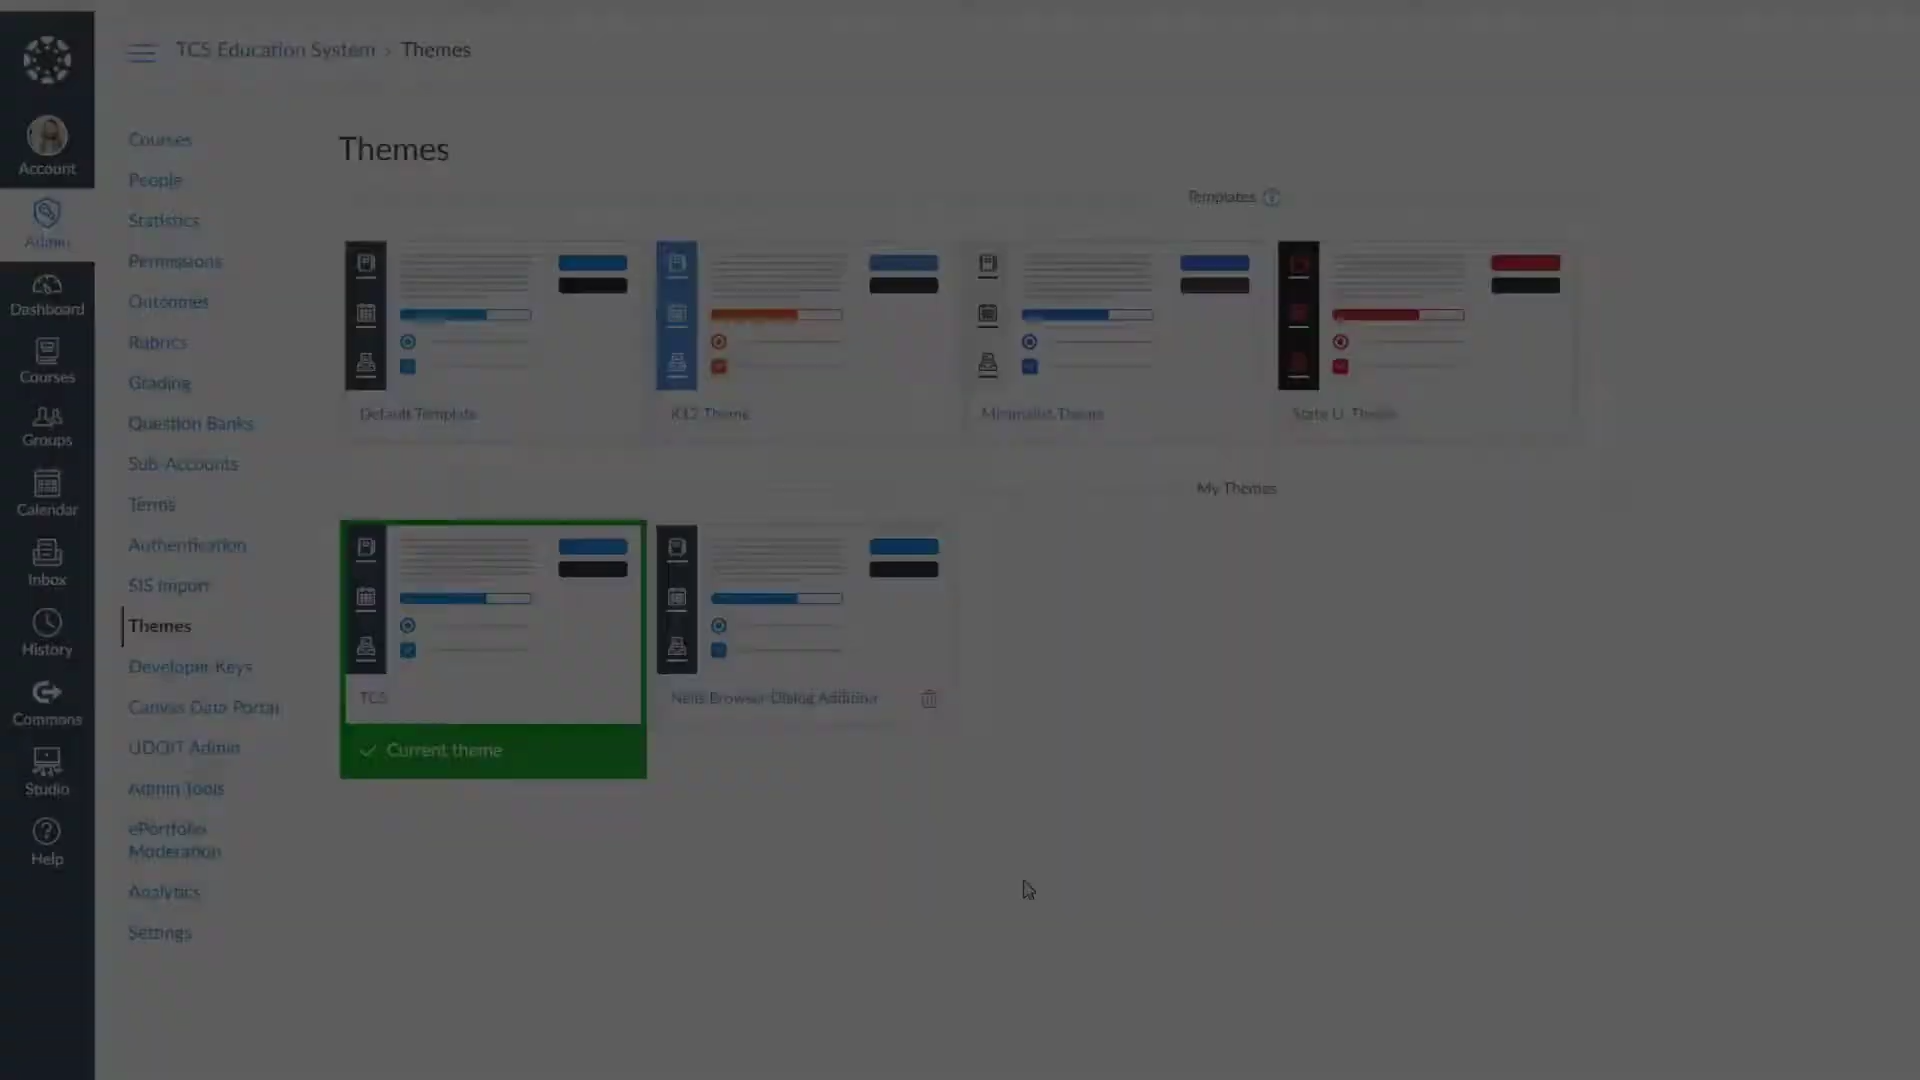 TCS Education System › Themes
Account
Admin
Dashboard
Courses
Groups
Calendar
Inbox
History
Commons
Studio
Help
Courses
People
Statistics
Permissions
Outcomes
Rubrics
Grading
Question Banks
Sub-Accounts
Terms
Authentication
SIS Import
Themes
Developer Keys
Canvas Data Portal
UDOIT Admin
Admin Tools
ePortfolio
Moderation
Analytics
Settings
Themes
Templates
Default Template
K12 Theme
Minimalist Theme
State U. Theme
My Themes
TCS
Browser Dialog Addition
Current theme